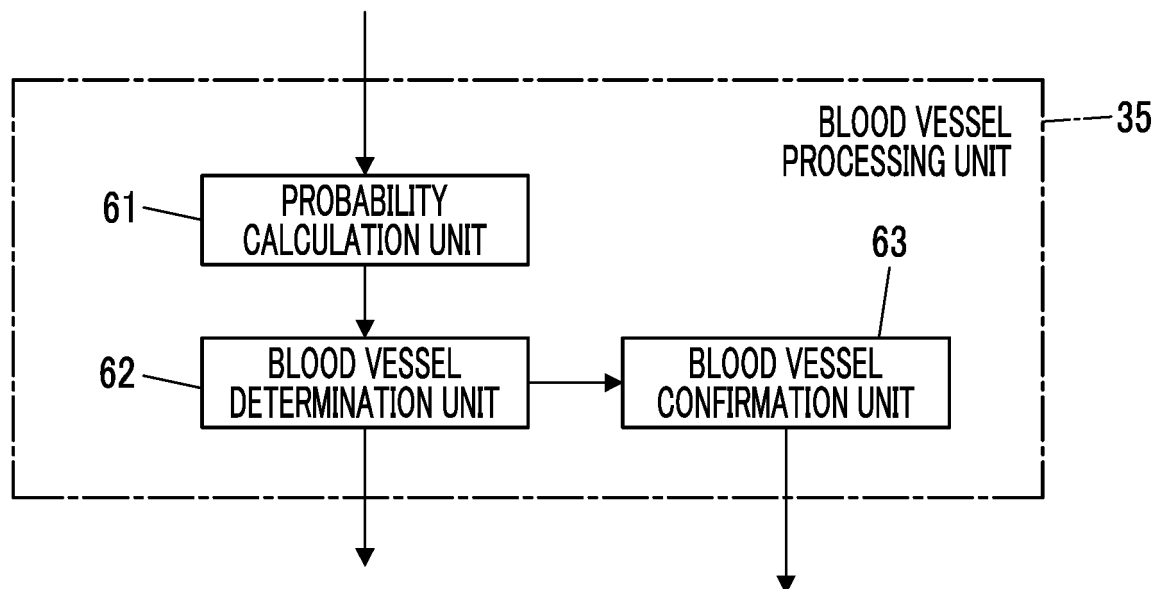 BLOOD VESSEL
PROCESSING UNIT
35
61
PROBABILITY
CALCULATION UNIT
63
62
BLOOD VESSEL
DETERMINATION UNIT
BLOOD VESSEL
CONFIRMATION UNIT